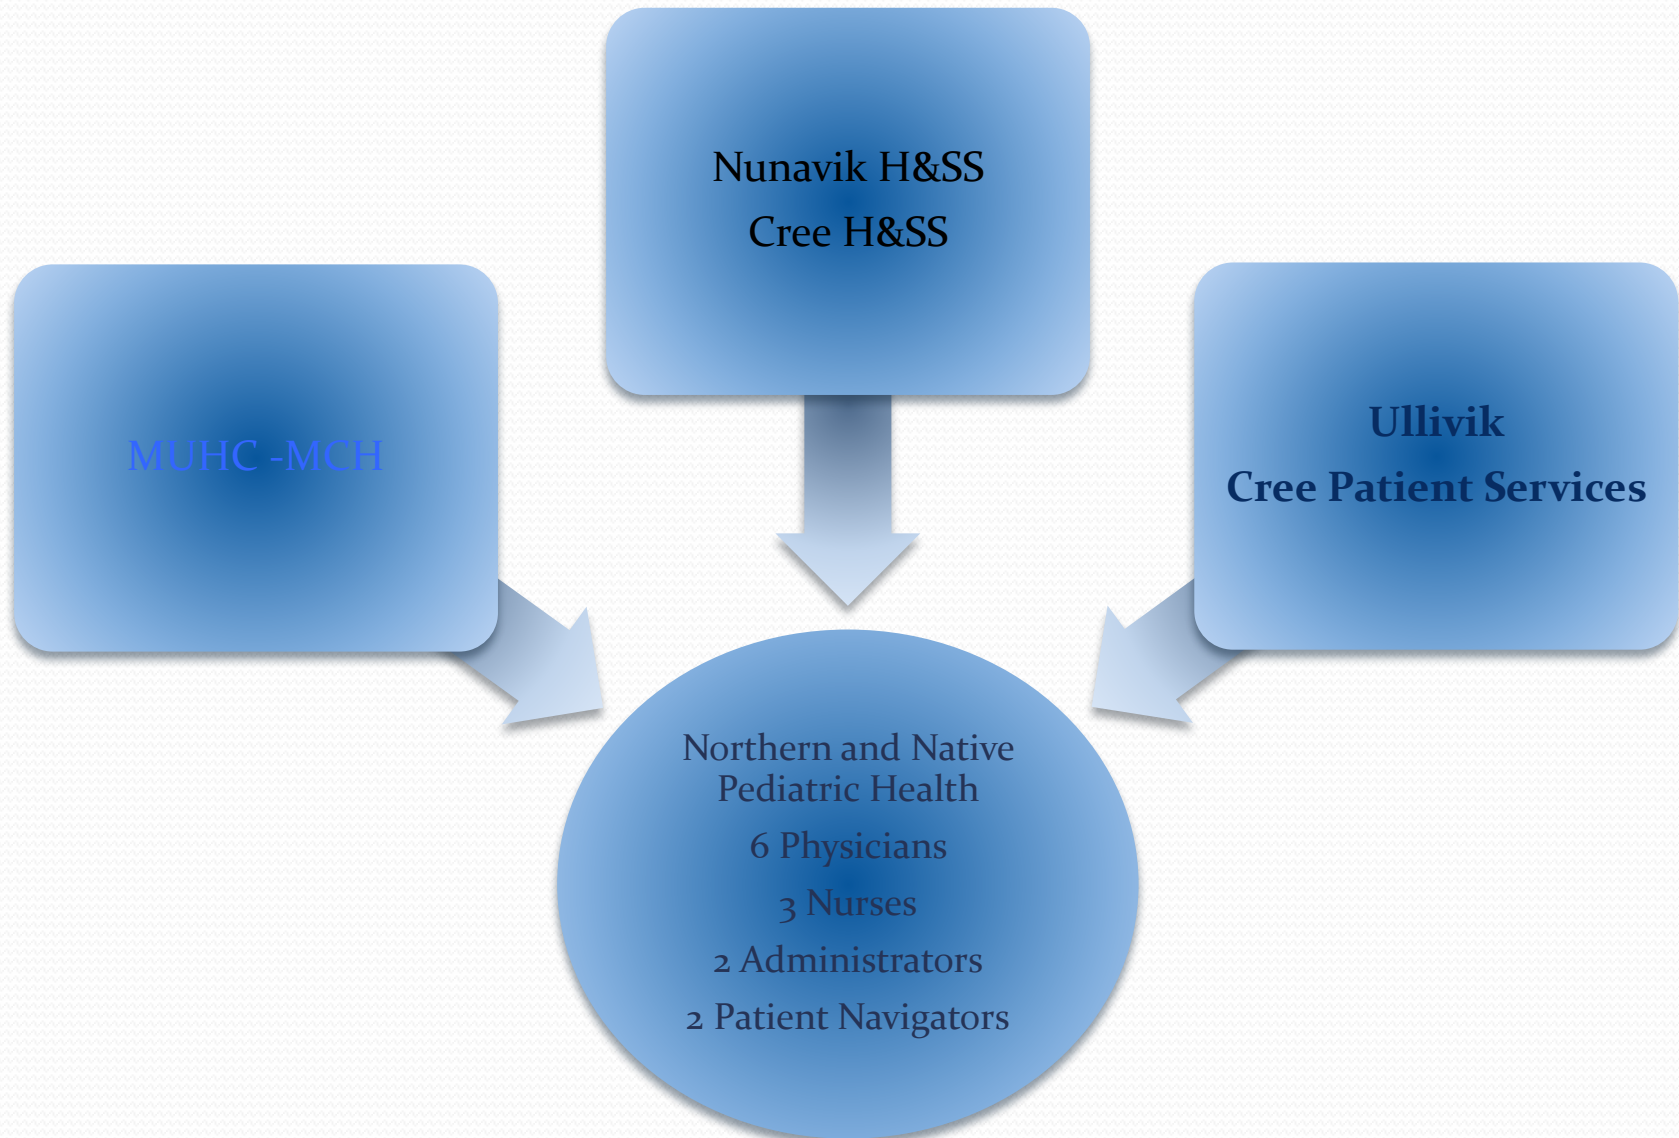 Nunavik H&SS
Cree H&SS
MUHC -MCH
Ullivik
Cree Patient Services
Northern and Native
Pediatric Health
6 Physicians
3 Nurses
2 Administrators
2 Patient Navigators